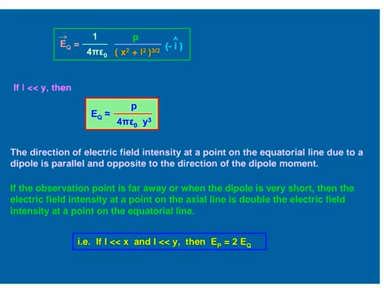 E⃗Q = 1 / 4πε0 p / ( x² + l² )^3/2 (- î )
If l << y, then
EQ ≈ p / 4πε0 y³
The direction of electric field intensity at a point on the equatorial line due to a
dipole is parallel and opposite to the direction of the dipole moment.
If the observation point is far away or when the dipole is very short, then the
electric field intensity at a point on the axial line is double the electric field
intensity at a point on the equatorial line.
i.e. If l << x and l << y, then EP = 2 EQ